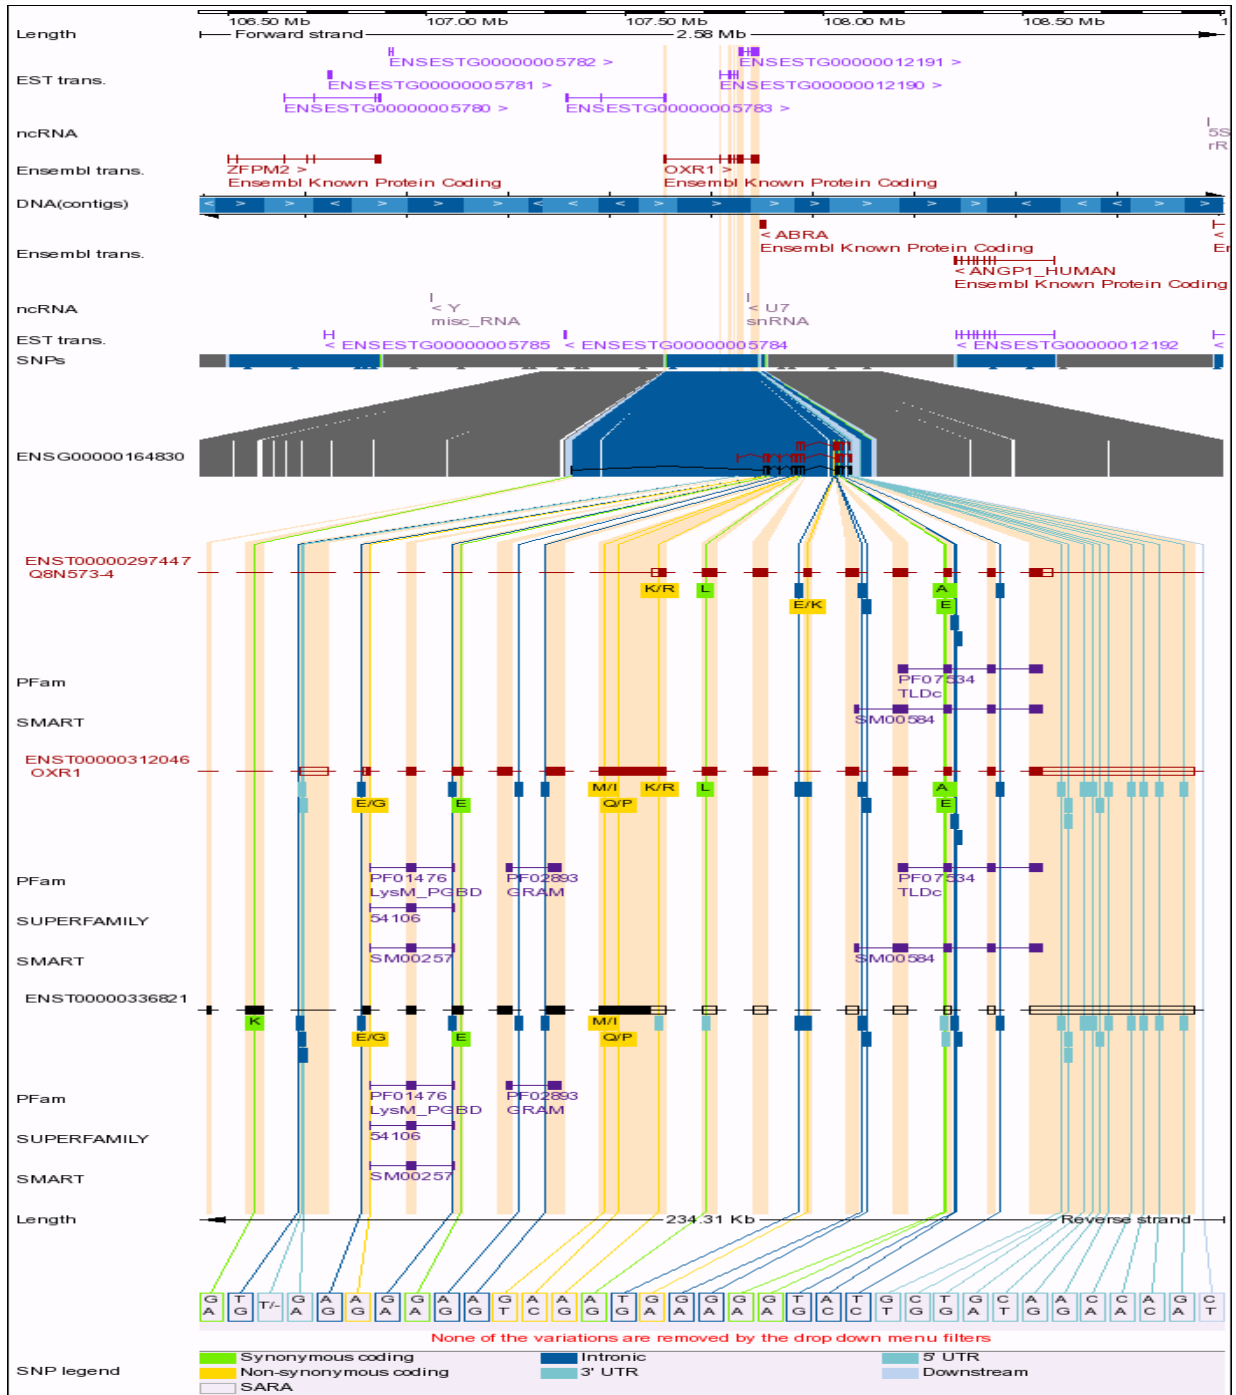 106.50 Mb 107.00 Mb 107.50 Mb 108.00 Mb 108.50 Mb 1
Length Forward strand 2.58 Mb
ENSESTG00000005782 > ENSESTG00000012191 >
EST trans. ENSESTG00000005781 > ENSESTG00000012190 >
ENSESTG00000005780 > ENSESTG00000005783 >
ncRNA 5S
rR
Ensembl trans. ZFPM2 > OXR1 >
Ensembl Known Protein Coding Ensembl Known Protein Coding
DNA(contigs) < > > < > > < < > < > > < > > < > < > < >
< ABRA <
Ensembl trans. Ensembl Known Protein Coding Er
< ANGP1_HUMAN
Ensembl Known Protein Coding
ncRNA < Y < U7
misc_RNA snRNA
EST trans. < ENSESTG00000005785 < ENSESTG00000005784 < ENSESTG00000012192 <
SNPs
ENSG00000164830
ENST00000297447
Q8N573-4
K/R L A
E/K E
PFam PF07534
TLDc
SMART SM00584
ENST00000312046
OXR1
M/I K/R L A
E/G E Q/P E
PFam PF01476 PF02893 PF07534
LysM_PGBD GRAM TLDc
SUPERFAMILY 54106
SMART SM00257 SM00584
ENST00000336821
K M/I
E/G E Q/P
PFam PF01476 PF02893
LysM_PGBD GRAM
SUPERFAMILY 54106
SMART SM00257
Length 234.31 Kb Reverse strand
G T T/- G A A G G A A G A A A T G A G G G T A T G C T G C A C C A C
A G A G G A A G G T C G G G A G A A A G C C T G G A T G A C A T
None of the variations are removed by the drop down menu filters
SNP legend
Synonymous coding Intronic 5' UTR
Non-synonymous coding 3' UTR Downstream
SARA